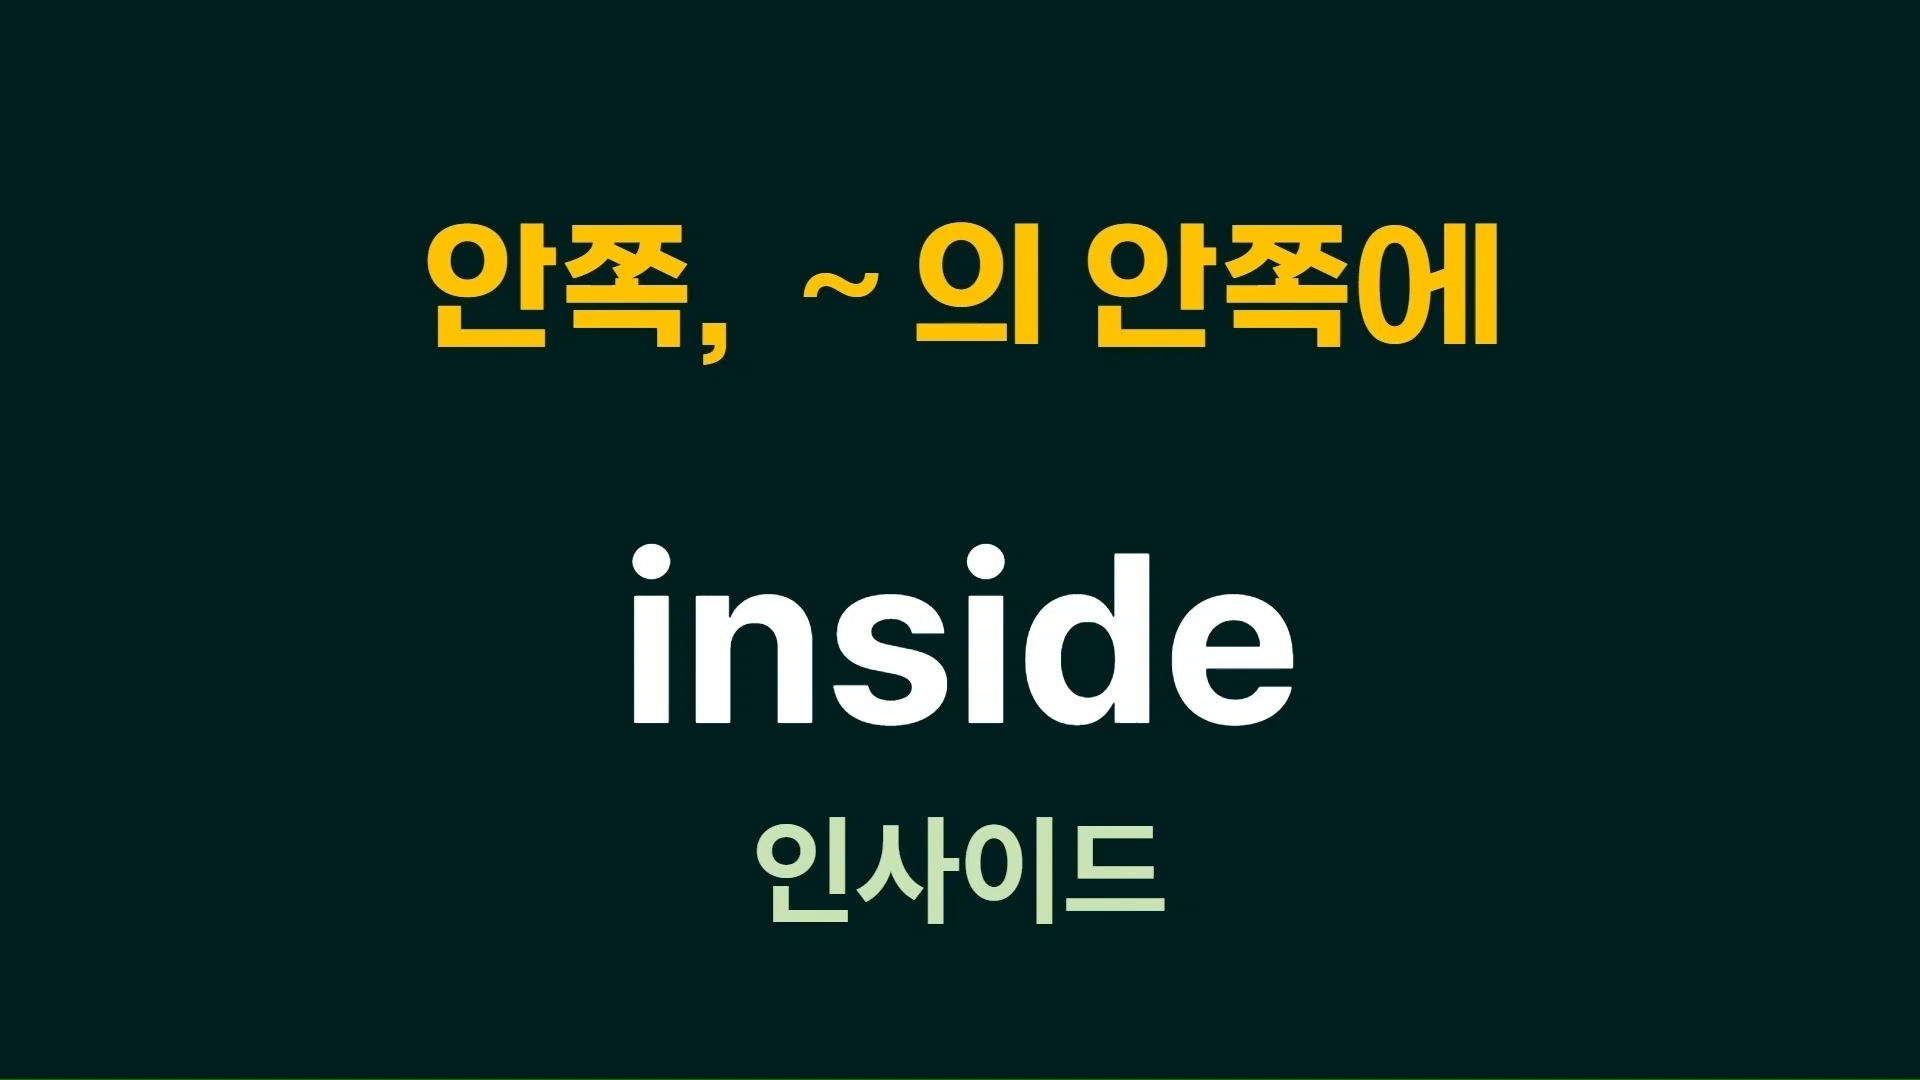 안쪽, ~ 의 안쪽에
inside
인사이드